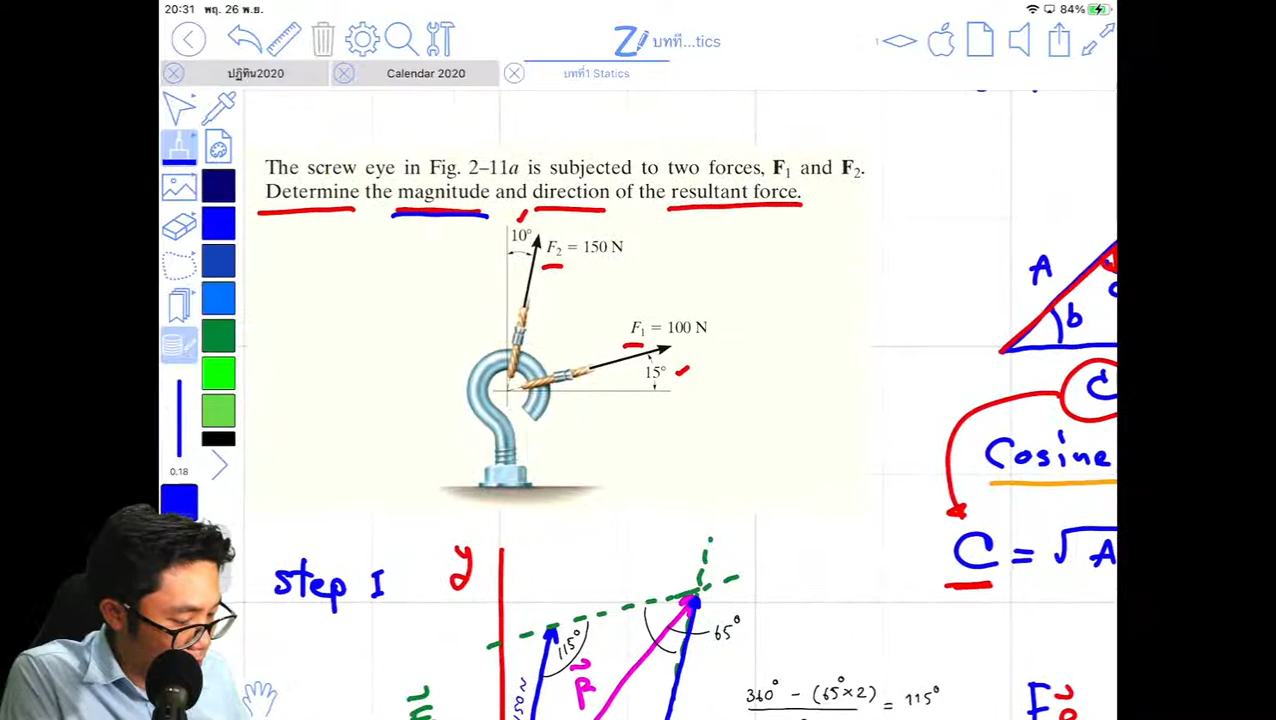 20:31 พฤ. 26 พ.ย.
84%
บทที...tics
ปฏิทิน2020
Calendar 2020
บทที่1 Statics
The screw eye in Fig. 2–11a is subjected to two forces, F₁ and F₂.
Determine the magnitude and direction of the resultant force.
10°
F₂ = 150 N
F₁ = 100 N
15°
A
b
C
Cosine
C = √A
0.18
step I
y
115°
65°
R
150 N
360° - (65°×2) = 115°
F